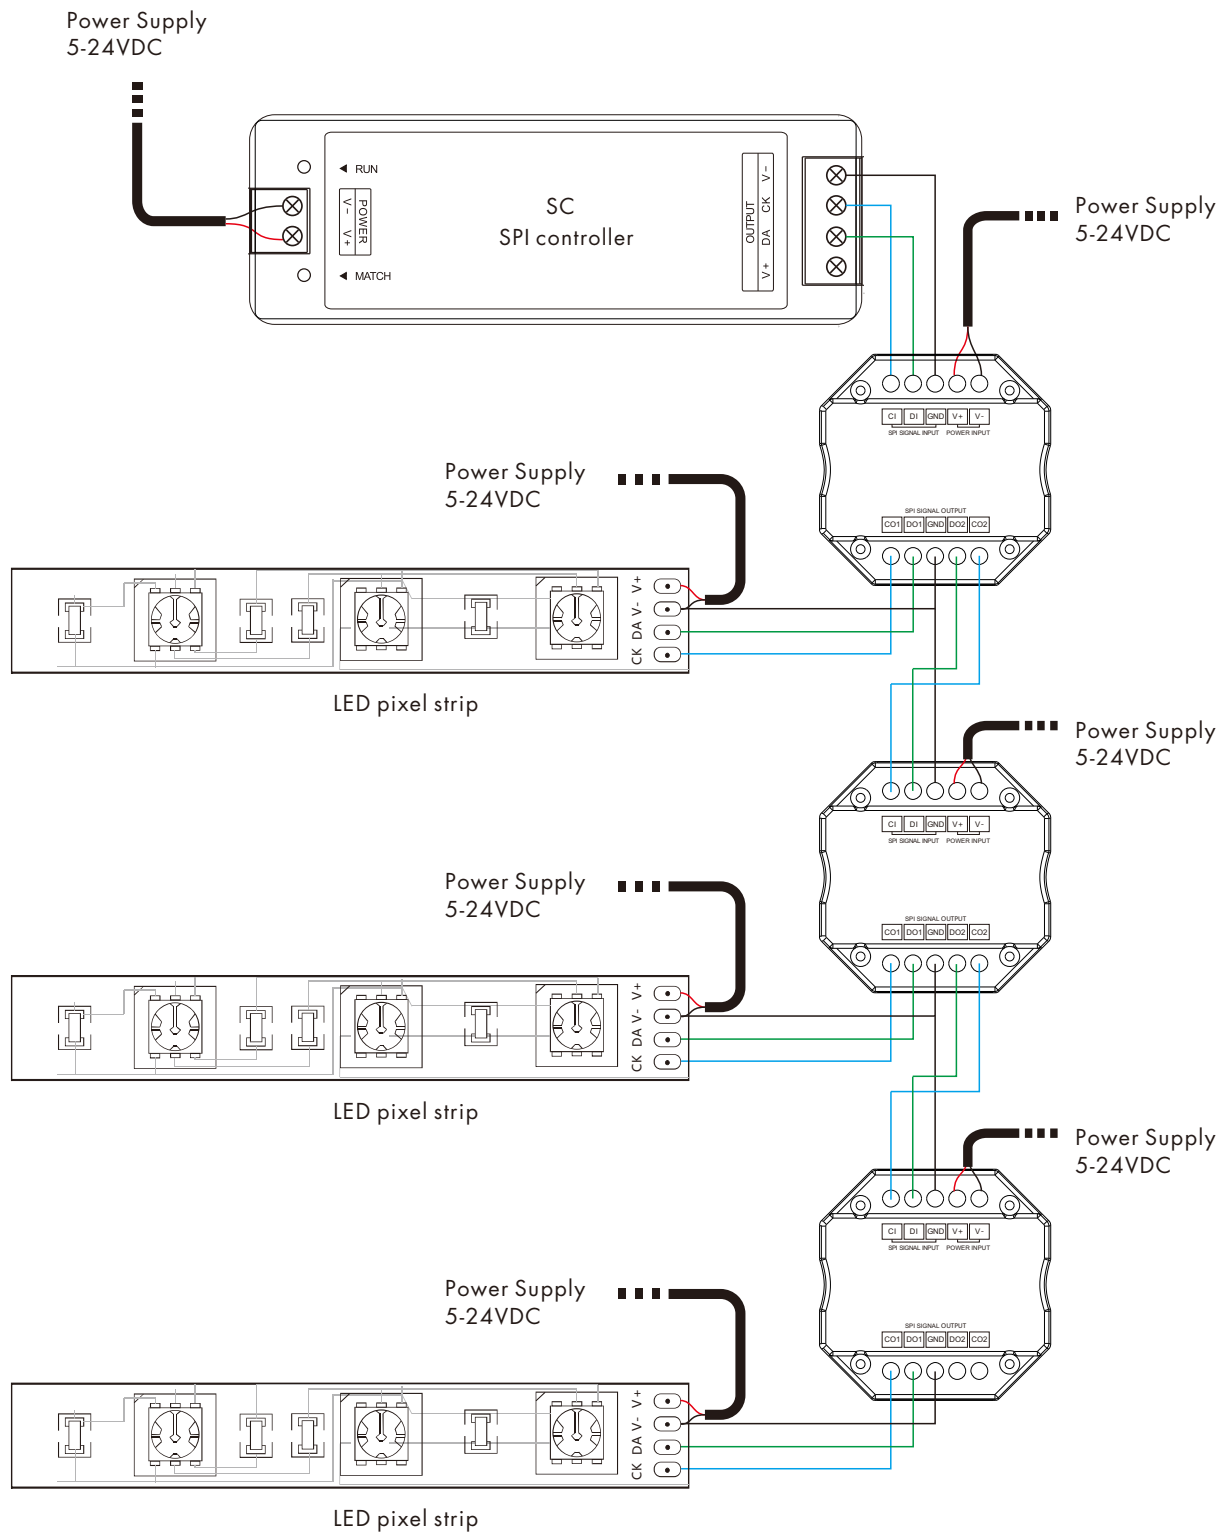 Power Supply
5-24VDC
RUN
POWER
V- V+
MATCH
SC
SPI controller
OUTPUT
V+ DA CK V-
Power Supply
5-24VDC
CI DI GND V+ V-
SPI SIGNAL INPUT POWER INPUT
Power Supply
5-24VDC
SPI SIGNAL OUTPUT
CO1 DO1 GND DO2 CO2
CK DA V- V+
LED pixel strip
Power Supply
5-24VDC
CI DI GND V+ V-
SPI SIGNAL INPUT POWER INPUT
Power Supply
5-24VDC
SPI SIGNAL OUTPUT
CO1 DO1 GND DO2 CO2
CK DA V- V+
LED pixel strip
Power Supply
5-24VDC
CI DI GND V+ V-
SPI SIGNAL INPUT POWER INPUT
Power Supply
5-24VDC
SPI SIGNAL OUTPUT
CO1 DO1 GND DO2 CO2
CK DA V- V+
LED pixel strip